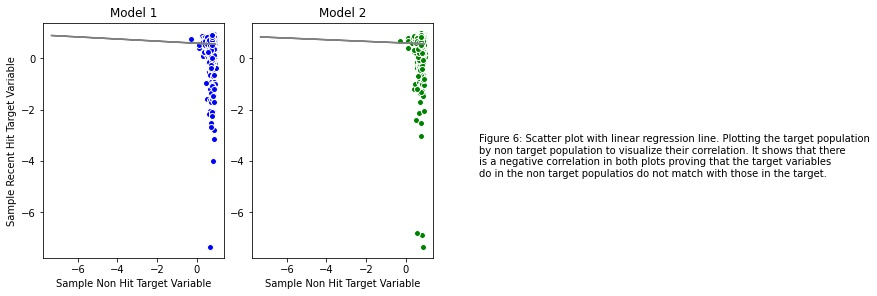 Model 1
Model 2
0
−2
−4
−6
−6
−4
−2
0
Sample Recent Hit Target Variable
Sample Non Hit Target Variable
0
−2
−4
−6
−6
−4
−2
0
Sample Non Hit Target Variable
Figure 6: Scatter plot with linear regression line. Plotting the target population
by non target population to visualize their correlation. It shows that there
is a negative correlation in both plots proving that the target variables
do in the non target populatios do not match with those in the target.